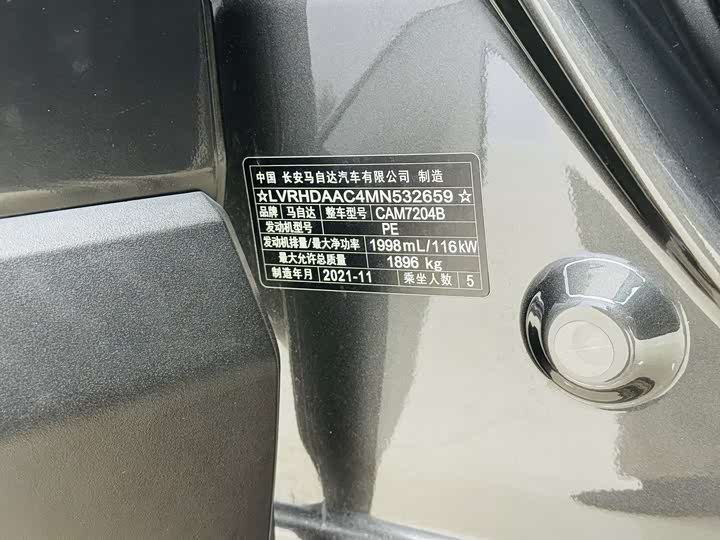 中国 长安马自达汽车有限公司 制造
☆LVRHDAAC4MN532659☆
品牌 马自达 整车型号 CAM7204B
发动机型号 PE
发动机排量/最大净功率 1998mL/116kW
最大允许总质量 1896 kg
制造年月 2021-11 乘坐人数 5